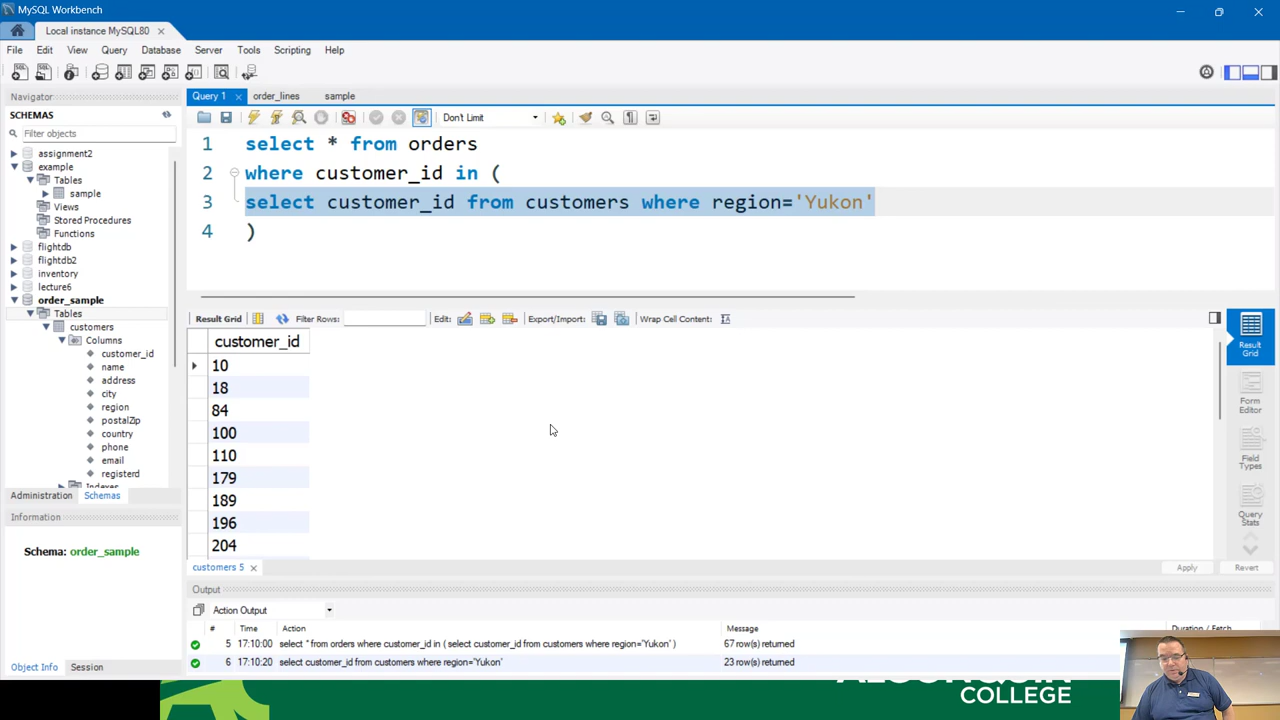 MySQL Workbench
Local instance MySQL80
File Edit View Query Database Server Tools Scripting Help
Navigator
SCHEMAS
Filter objects
assignment2
example
Tables
sample
Views
Stored Procedures
Functions
flightdb
flightdb2
inventory
lecture6
order_sample
Tables
customers
Columns
customer_id
name
address
city
region
postalZip
country
phone
email
registerd
Indexes
Administration Schemas
Information
Schema: order_sample
Object Info Session
Query 1 order_lines sample
Don't Limit
1 select * from orders
2 where customer_id in (
3 select customer_id from customers where region='Yukon'
4 )
Result Grid Filter Rows: Edit: Export/Import: Wrap Cell Content:
customer_id
10
18
84
100
110
179
189
196
204
Result Grid
Form Editor
Field Types
Query Stats
customers 5
Apply Revert
Output
Action Output
# Time Action Message Duration / Fetch
5 17:10:00 select * from orders where customer_id in ( select customer_id from customers where region='Yukon' ) 67 row(s) returned
6 17:10:20 select customer_id from customers where region='Yukon' 23 row(s) returned
COLLEGE